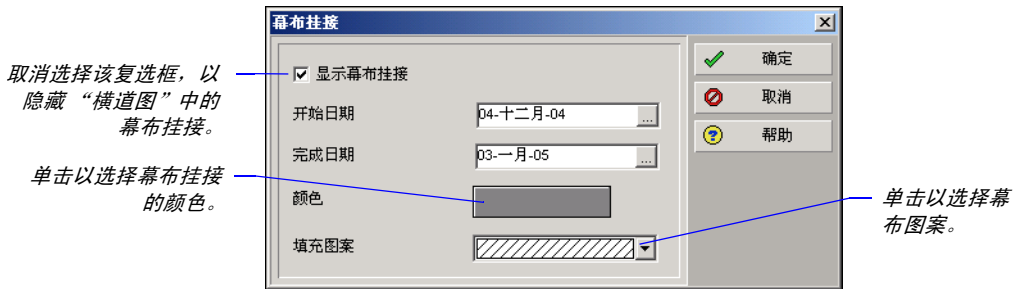 幕布挂接
取消选择该复选框，以
隐藏 “横道图”中的
幕布挂接。
单击以选择幕布挂接
的颜色。
显示幕布挂接
开始日期
04-十二月-04
...
完成日期
03-一月-05
...
颜色
填充图案
确定
取消
帮助
单击以选择幕
布图案。